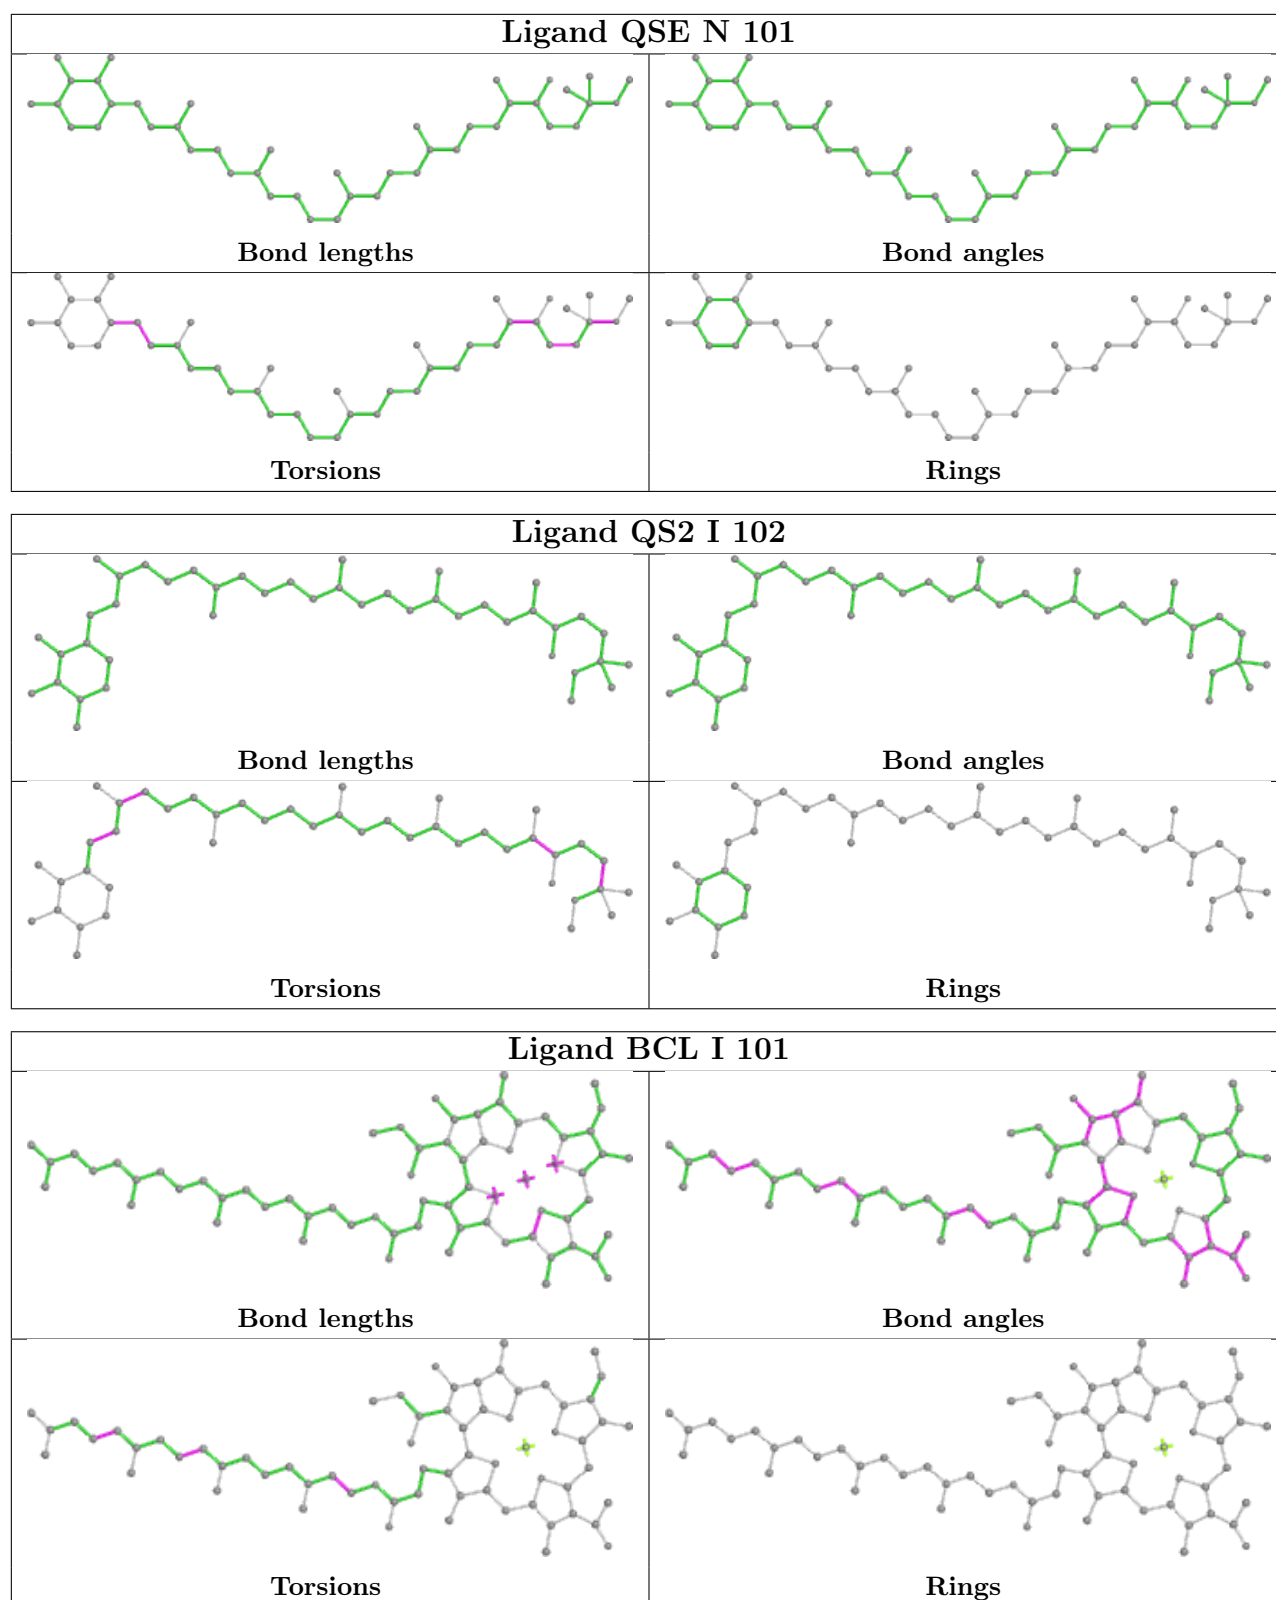 Ligand QSE N 101
Bond lengths
Bond angles
Torsions
Rings
Ligand QS2 I 102
Bond lengths
Bond angles
Torsions
Rings
Ligand BCL I 101
Bond lengths
Bond angles
Torsions
Rings